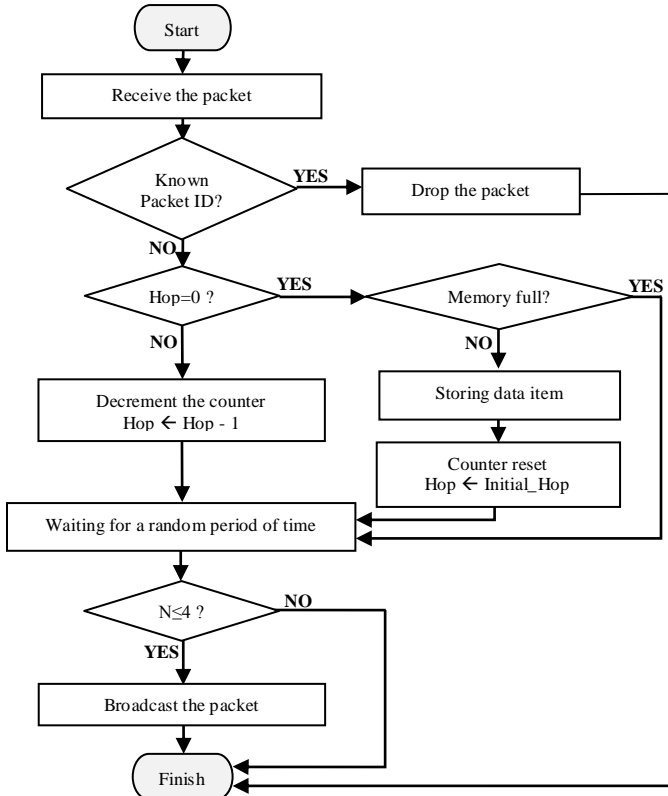 Start
Receive the packet
Known
Packet ID?
YES
Drop the packet
NO
Hop=0 ?
YES
Memory full?
YES
NO
NO
Decrement the counter
Hop ← Hop - 1
Storing data item
Counter reset
Hop ← Initial_Hop
Waiting for a random period of time
N≤4 ?
NO
YES
Broadcast the packet
Finish